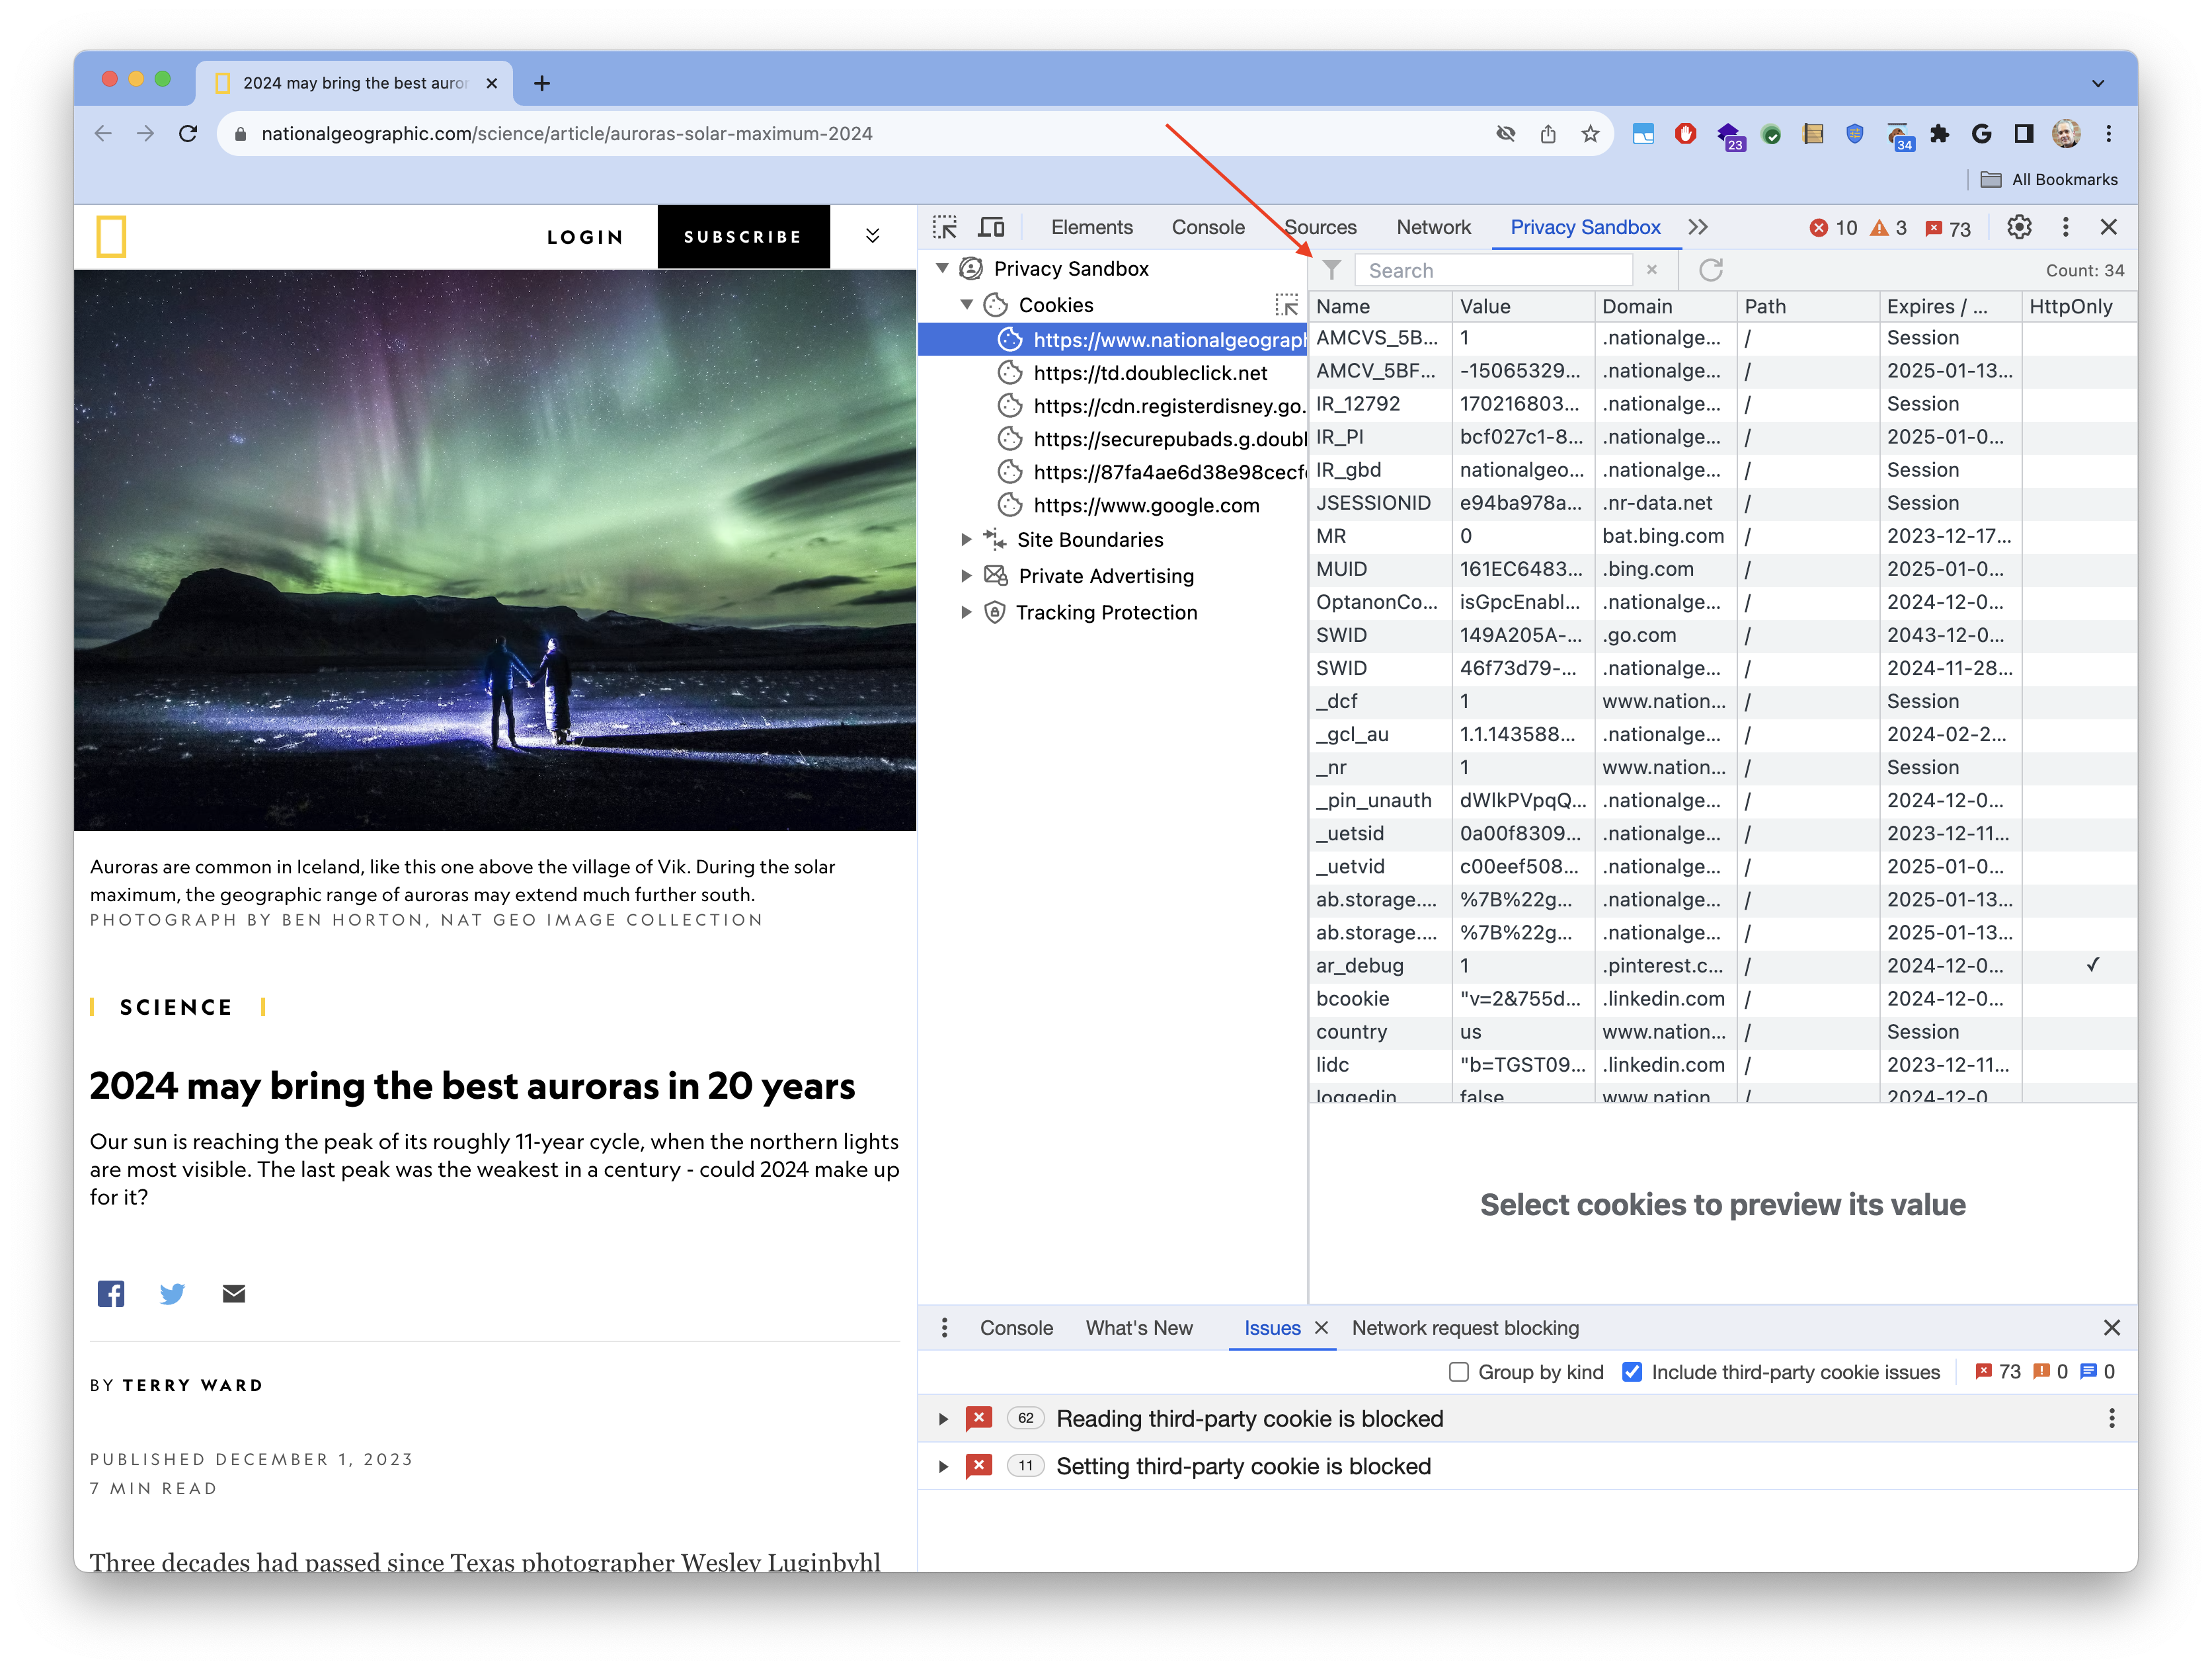 2024 may bring the best auror
nationalgeographic.com/science/article/auroras-solar-maximum-2024
23
34
All Bookmarks
LOGIN
SUBSCRIBE
Auroras are common in Iceland, like this one above the village of Vik. During the solar
maximum, the geographic range of auroras may extend much further south.
PHOTOGRAPH BY BEN HORTON, NAT GEO IMAGE COLLECTION
SCIENCE
2024 may bring the best auroras in 20 years
Our sun is reaching the peak of its roughly 11-year cycle, when the northern lights
are most visible. The last peak was the weakest in a century - could 2024 make up
for it?
BY TERRY WARD
PUBLISHED DECEMBER 1, 2023
7 MIN READ
Three decades had passed since Texas photographer Wesley Luginbyhl
Elements Console Sources Network Privacy Sandbox 10 3 73
Privacy Sandbox
Cookies
https://www.nationalgeograph
https://td.doubleclick.net
https://cdn.registerdisney.go.
https://securepubads.g.doubl
https://87fa4ae6d38e98cecf
https://www.google.com
Site Boundaries
Private Advertising
Tracking Protection
Search Count: 34
Name Value Domain Path Expires / ... HttpOnly
AMCVS_5B... 1 .nationalge... / Session
AMCV_5BF... -15065329... .nationalge... / 2025-01-13...
IR_12792 170216803... .nationalge... / Session
IR_PI bcf027c1-8... .nationalge... / 2025-01-0...
IR_gbd nationalgeo... .nationalge... / Session
JSESSIONID e94ba978a... .nr-data.net / Session
MR 0 bat.bing.com / 2023-12-17...
MUID 161EC6483... .bing.com / 2025-01-0...
OptanonCo... isGpcEnabl... .nationalge... / 2024-12-0...
SWID 149A205A-... .go.com / 2043-12-0...
SWID 46f73d79-... .nationalge... / 2024-11-28...
_dcf 1 www.nation... / Session
_gcl_au 1.1.143588... .nationalge... / 2024-02-2...
_nr 1 www.nation... / Session
_pin_unauth dWlkPVpqQ... .nationalge... / 2024-12-0...
_uetsid 0a00f8309... .nationalge... / 2023-12-11...
_uetvid c00eef508... .nationalge... / 2025-01-0...
ab.storage.... %7B%22g... .nationalge... / 2025-01-13...
ab.storage.... %7B%22g... .nationalge... / 2025-01-13...
ar_debug 1 .pinterest.c... / 2024-12-0... ✓
bcookie "v=2&755d... .linkedin.com / 2024-12-0...
country us www.nation... / Session
lidc "b=TGST09... .linkedin.com / 2023-12-11...
loggedin false www.nation / 2024-12-0
Select cookies to preview its value
Console What's New Issues Network request blocking
Group by kind Include third-party cookie issues 73 0 0
62 Reading third-party cookie is blocked
11 Setting third-party cookie is blocked